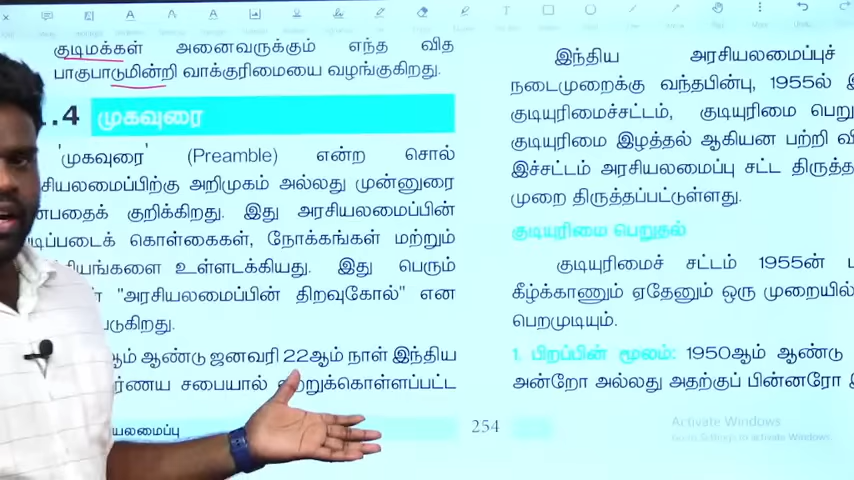 குடிமக்கள் அனைவருக்கும் எந்த வித
பாகுபாடுமின்றி வாக்குரிமையை வழங்குகிறது.
.4 முகவுரை
'முகவுரை' (Preamble) என்ற சொல்
சியலமைப்பிற்கு அறிமுகம் அல்லது முன்னுரை
ன்பதைக் குறிக்கிறது. இது அரசியலமைப்பின்
டிப்படைக் கொள்கைகள், நோக்கங்கள் மற்றும்
யங்களை உள்ளடக்கியது. இது பெரும்
"அரசியலமைப்பின் திறவுகோல்" என
படுகிறது.
ஆம் ஆண்டு ஜனவரி 22ஆம் நாள் இந்திய
ர்ணய சபையால் ஏற்றுக்கொள்ளப்பட்ட
யலமைப்பு
254
இந்திய அரசியலமைப்புச்
நடைமுறைக்கு வந்தபின்பு, 1955ல் இ
குடியுரிமைச்சட்டம், குடியுரிமை பெறு
குடியுரிமை இழத்தல் ஆகியன பற்றி வி
இச்சட்டம் அரசியலமைப்பு சட்ட திருத்த
முறை திருத்தப்பட்டுள்ளது.
குடியுரிமை பெறுதல்
குடியுரிமைச் சட்டம் 1955ன் ப
கீழ்க்காணும் ஏதேனும் ஒரு முறையில்
பெறமுடியும்.
1. பிறப்பின் மூலம்: 1950ஆம் ஆண்டு
அன்றோ அல்லது அதற்குப் பின்னரோ இ
Activate Windows
Go to Settings to activate Windows.